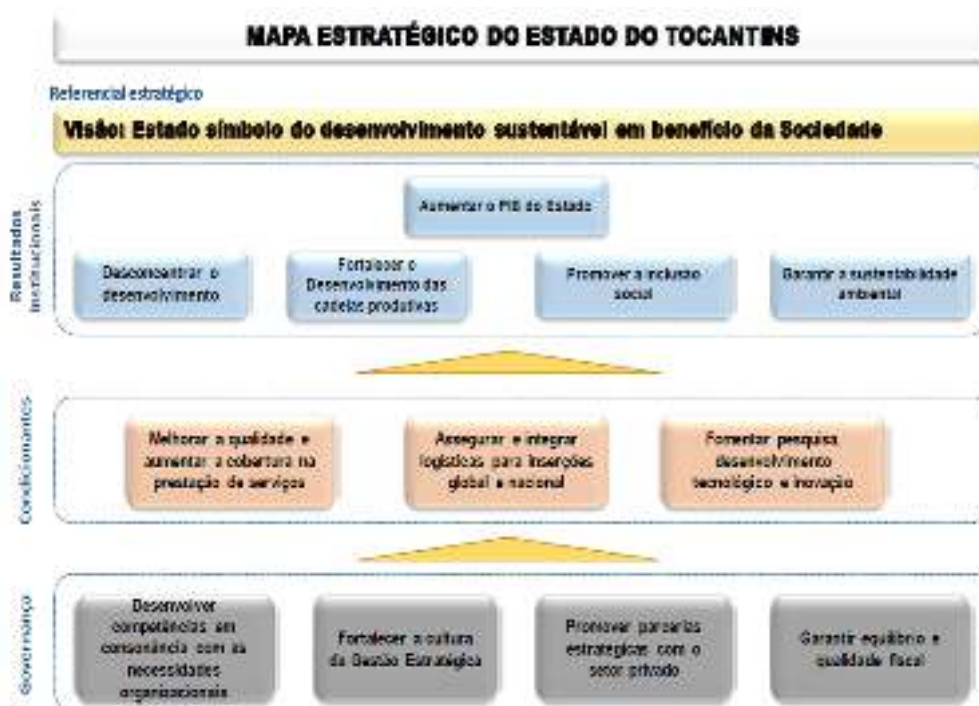 MAPA ESTRATÉGICO DO ESTADO DO TOCANTINS
Referencial estratégico
Visão: Estado símbolo do desenvolvimento sustentável em benefício da Sociedade
Resultados
Institucionais
Aumentar o PIB do Estado
Desconcentrar o
desenvolvimento
Fortalecer o
Desenvolvimento das
cadeias produtivas
Promover a inclusão
social
Garantir a sustentabilidade
ambiental
Condicionantes
Melhorar a qualidade e
aumentar a cobertura na
prestação de serviços
Assegurar e integrar
logísticas para inserções
global e nacional
Fomentar pesquisa,
desenvolvimento
tecnológico e inovação
Governança
Desenvolver
competências em
consonância com as
necessidades
organizacionais
Fortalecer a cultura
da Gestão Estratégica
Promover parcerias
estratégicas com o
setor privado
Garantir equilíbrio e
qualidade fiscal